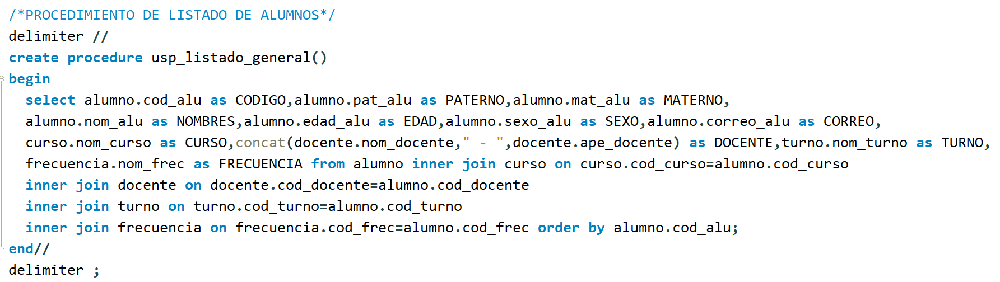 /*PROCEDIMIENTO DE LISTADO DE ALUMNOS*/
delimiter //
create procedure usp_listado_general()
begin
select alumno.cod_alu as CODIGO,alumno.pat_alu as PATERNO,alumno.mat_alu as MATERNO,
alumno.nom_alu as NOMBRES,alumno.edad_alu as EDAD,alumno.sexo_alu as SEXO,alumno.correo_alu as CORREO,
curso.nom_curso as CURSO,concat(docente.nom_docente," - ",docente.ape_docente) as DOCENTE,turno.nom_turno as TURNO,
frecuencia.nom_frec as FRECUENCIA from alumno inner join curso on curso.cod_curso=alumno.cod_curso
inner join docente on docente.cod_docente=alumno.cod_docente
inner join turno on turno.cod_turno=alumno.cod_turno
inner join frecuencia on frecuencia.cod_frec=alumno.cod_frec order by alumno.cod_alu;
end//
delimiter ;